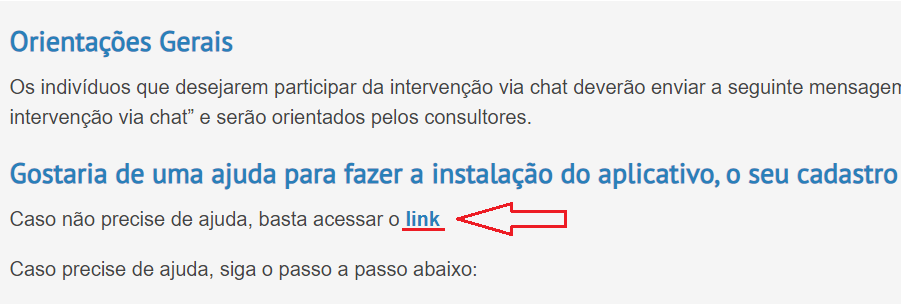 Orientações Gerais
Os indivíduos que desejarem participar da intervenção via chat deverão enviar a seguinte mensagem
intervenção via chat” e serão orientados pelos consultores.
Gostaria de uma ajuda para fazer a instalação do aplicativo, o seu cadastro
Caso não precise de ajuda, basta acessar o link
Caso precise de ajuda, siga o passo a passo abaixo: